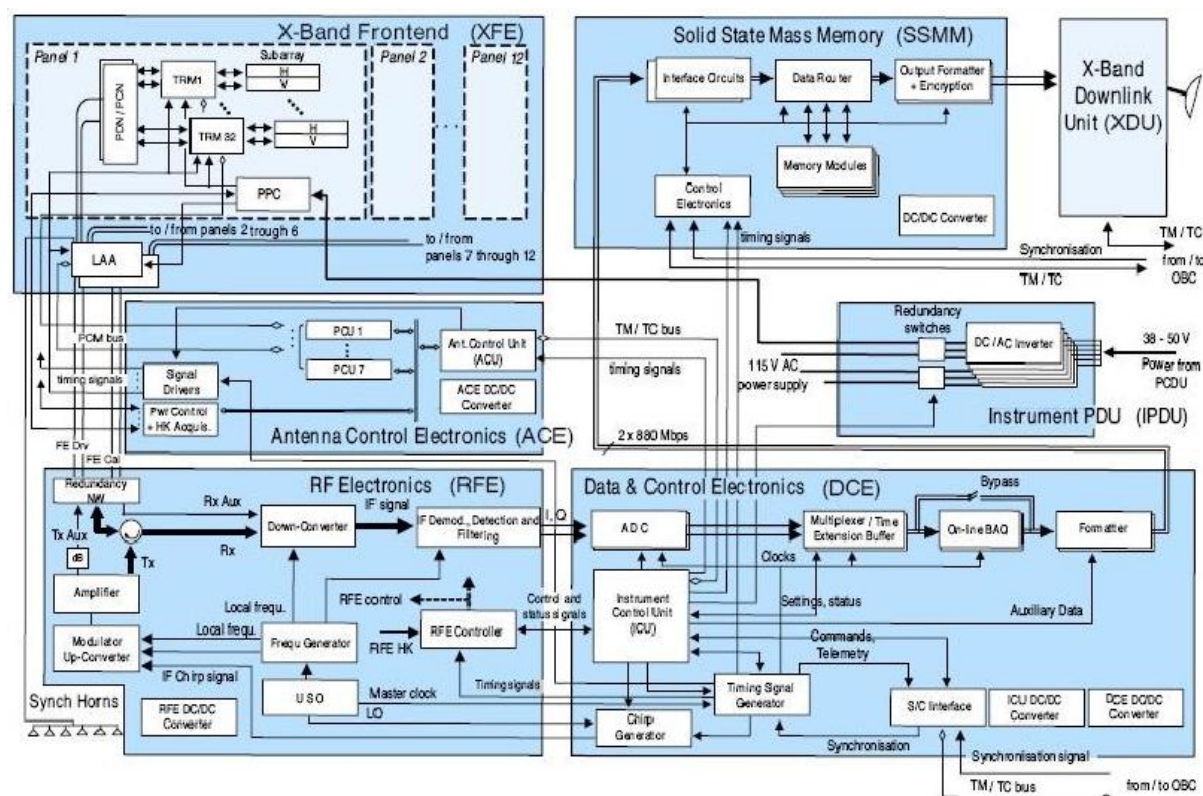 X-Band Frontend (XFE)
Panel 1
Subarray
Panel 2
Panel 12
PDN / PCN
TRM1
H
V
TRM 32
H
V
PPC
to / from panels 2 trough 6
to / from
panels 7 through 12
LAA
Solid State Mass Memory (SSMM)
Interface Circuits
Data Router
Output Formatter
+ Encryption
Memory Modules
Control
Electronics
DC/DC Converter
timing signals
Synchronisation
TM / TC
X-Band
Downlink
Unit (XDU)
TM / TC
from / to
OBC
PCM bus
PCU 1
PCU 7
Ant. Control Unit
(ACU)
TM / TC bus
timing signals
timing signals
Signal
Drivers
Pwr Control
+ HK Acquis.
ACE DC/DC
Converter
Antenna Control Electronics (ACE)
Redundancy
switches
DC / AC Inverter
38 - 50 V
Power from
PCDU
115 V AC
power supply
Instrument PDU (IPDU)
FE Drv
FE Cal
2 x 880 Mbps
RF Electronics (RFE)
Redundancy
NW
Rx Aux
Down-Converter
IF signal
IF Demod., Detection and
Filtering
I, Q
Tx Aux
dB
Tx
Rx
Amplifier
Local frequ.
RFE control
Control and
status signals
Local frequ.
Modulator
Up-Converter
Frequ Generator
RFE HK
RFE Controller
IF Chirp signal
USO
Master clock
LO
Timing signals
Synch Horns
RFE DC/DC
Converter
Data & Control Electronics (DCE)
Bypass
ADC
Multiplexer / Time
Extension Buffer
On-line BAQ
Formatter
Clocks
Instrument
Control Unit
(ICU)
Settings, status
Auxiliary Data
Commands,
Telemetry
Timing Signal
Generator
Chirp
Generator
S/C Interface
ICU DC/DC
Converter
DCE DC/DC
Converter
Synchronisation
Synchronisation signal
TM / TC bus
from / to OBC